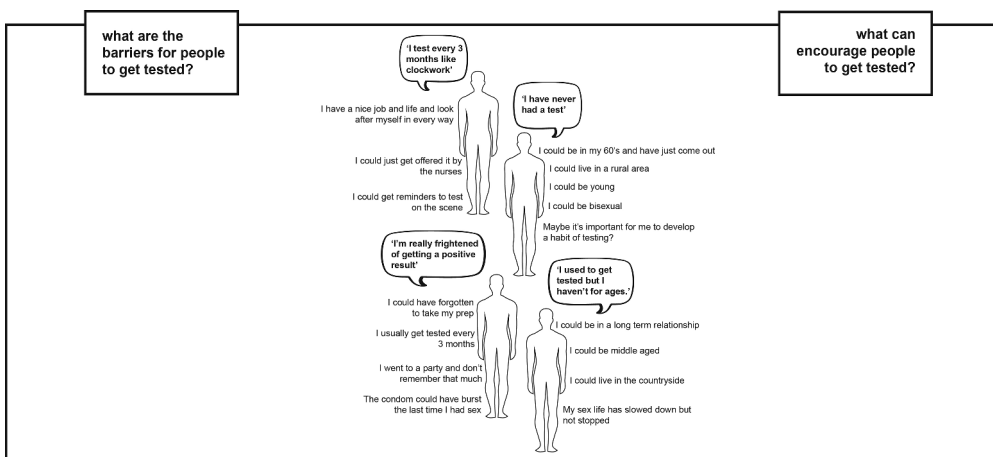 what are the
barriers for people
to get tested?
what can
encourage people
to get tested?
'I test every 3
months like
clockwork'
I have a nice job and life and look
after myself in every way
I could just get offered it by
the nurses
I could get reminders to test
on the scene
'I have never
had a test'
I could be in my 60's and have just come out
I could live in a rural area
I could be young
I could be bisexual
Maybe it's important for me to develop
a habit of testing?
'I'm really frightened
of getting a positive
result'
I could have forgotten
to take my prep
I usually get tested every
3 months
I went to a party and don't
remember that much
The condom could have burst
the last time I had sex
'I used to get
tested but I
haven't for ages.'
I could be in a long term relationship
I could be middle aged
I could live in the countryside
My sex life has slowed down but
not stopped